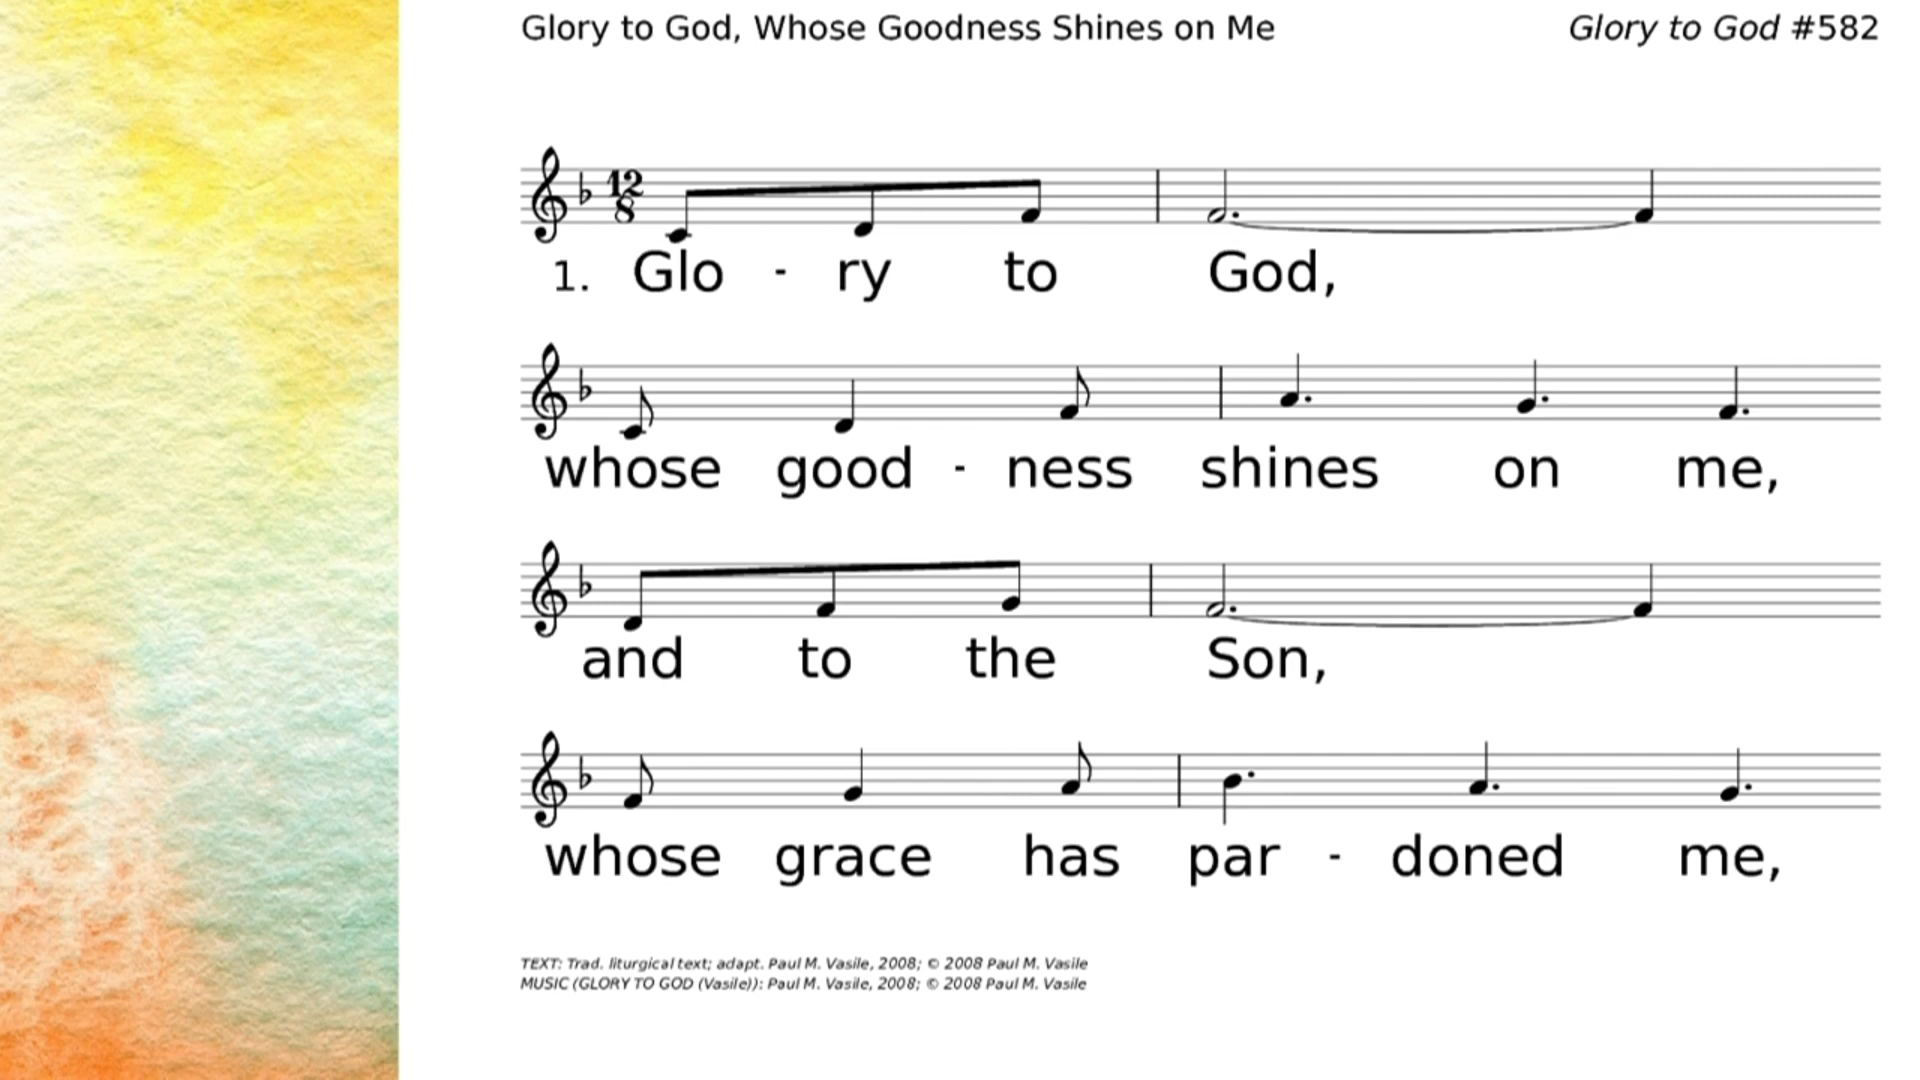 Glory to God, Whose Goodness Shines on Me Glory to God #582
12
8
1. Glo - ry to God,
whose good - ness shines on me,
and to the Son,
whose grace has par - doned me,
TEXT: Trad. liturgical text; adapt. Paul M. Vasile, 2008; © 2008 Paul M. Vasile
MUSIC (GLORY TO GOD (Vasile)): Paul M. Vasile, 2008; © 2008 Paul M. Vasile